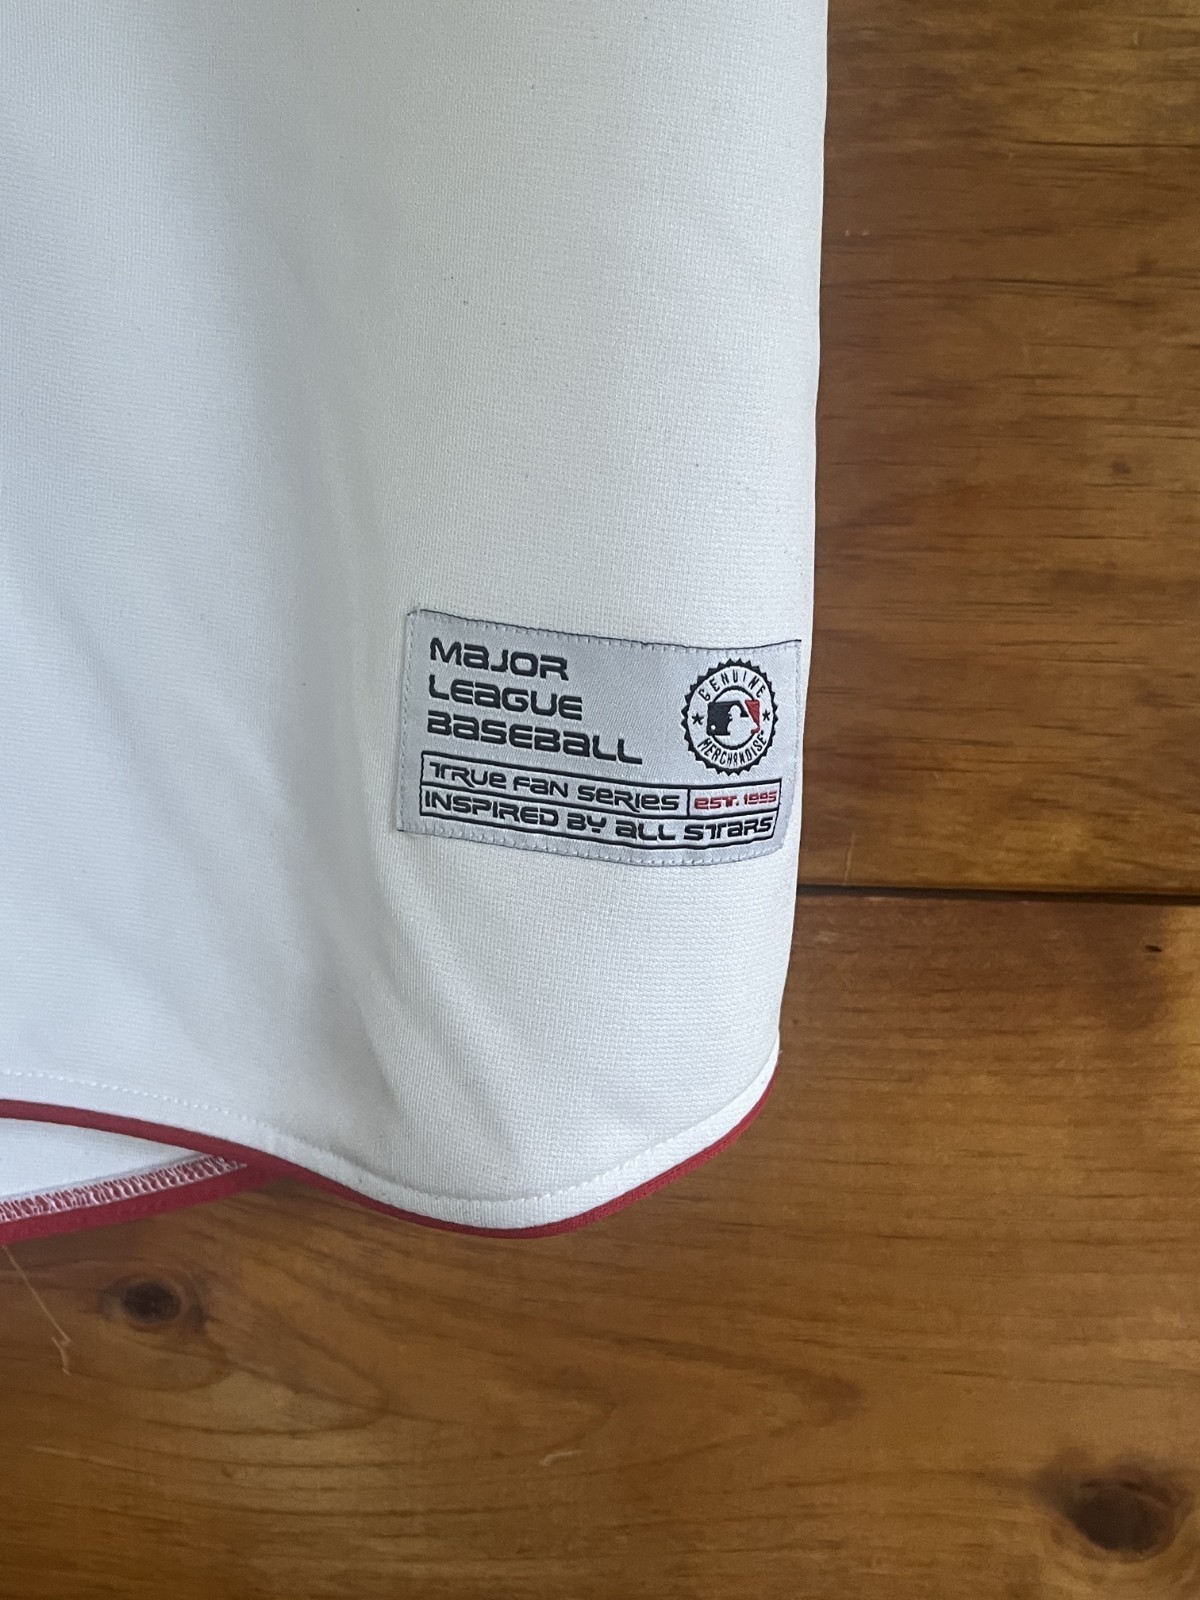 Major
League
Baseball
GENUINE
MERCHANDISE
True Fan Series
est. 1995
Inspired by All Stars